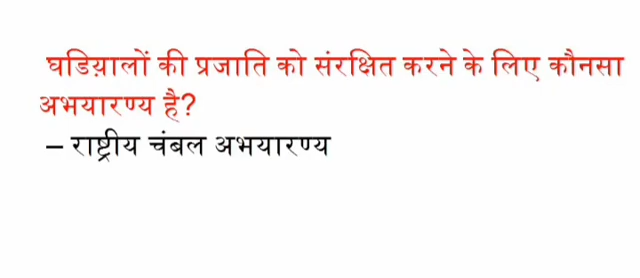 घडिय़ालों की प्रजाति को संरक्षित करने के लिए कौनसा
अभयारण्य है?
– राष्ट्रीय चंबल अभयारण्य